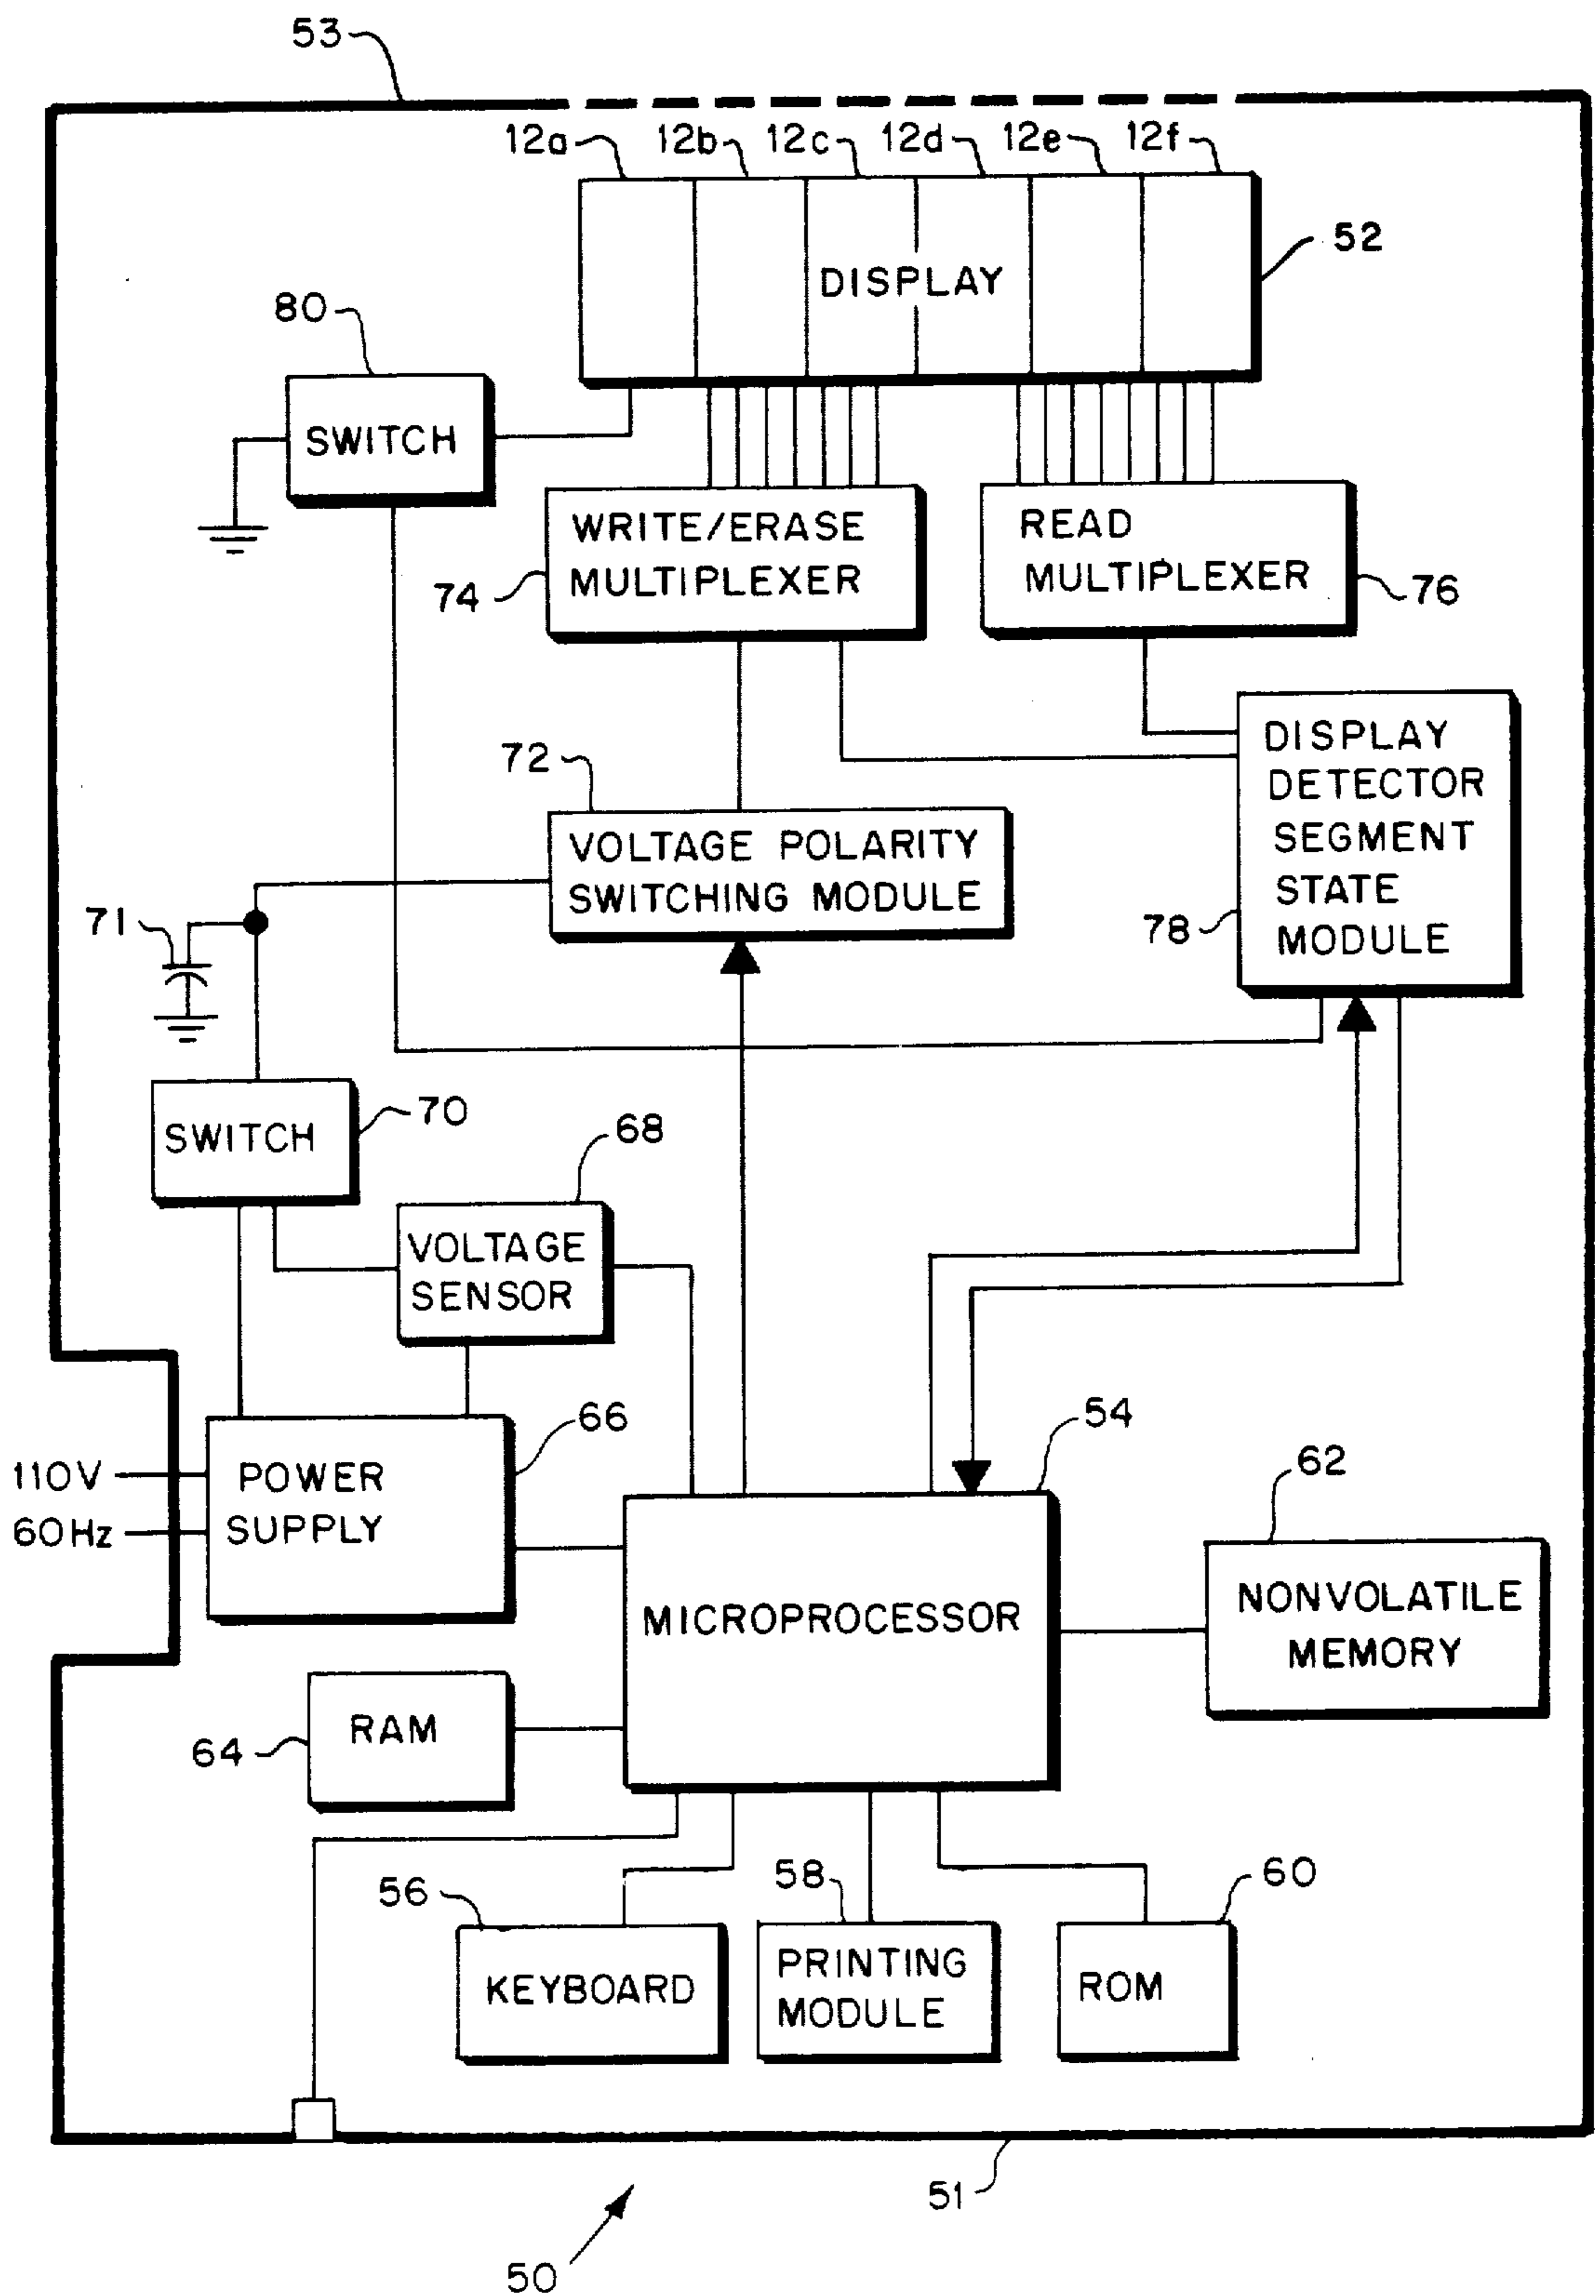 53
12a 12b 12c 12d 12e 12f
DISPLAY
52
80
SWITCH
WRITE/ERASE
MULTIPLEXER
74
READ
MULTIPLEXER
76
72
VOLTAGE POLARITY
SWITCHING MODULE
DISPLAY
DETECTOR
SEGMENT
STATE
MODULE
78
71
SWITCH
70
68
VOLTAGE
SENSOR
66
54
62
110V
60Hz
POWER
SUPPLY
MICROPROCESSOR
NONVOLATILE
MEMORY
RAM
64
56
58
60
KEYBOARD
PRINTING
MODULE
ROM
51
50